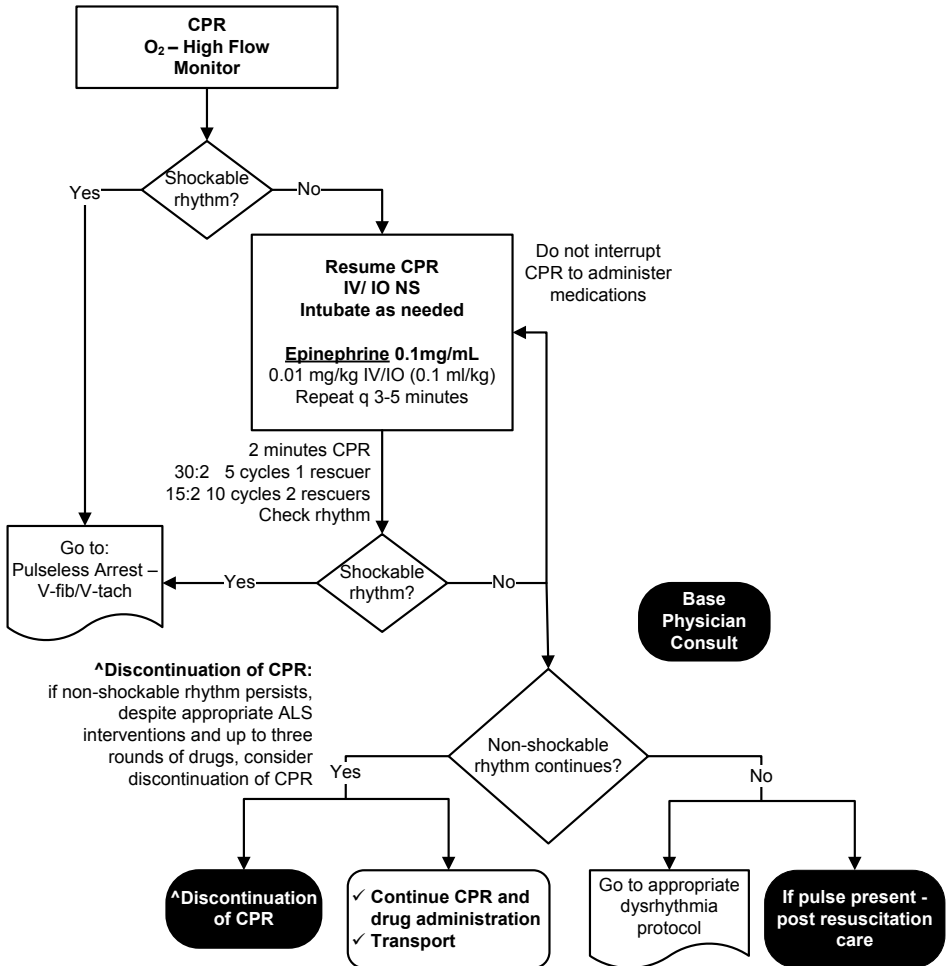 CPR
O₂ – High Flow
Monitor
Shockable
rhythm?
Yes
No
Resume CPR
IV/ IO NS
Intubate as needed
Epinephrine 0.1mg/mL
0.01 mg/kg IV/IO (0.1 ml/kg)
Repeat q 3-5 minutes
Do not interrupt
CPR to administer
medications
2 minutes CPR
30:2 5 cycles 1 rescuer
15:2 10 cycles 2 rescuers
Check rhythm
Go to:
Pulseless Arrest –
V-fib/V-tach
Yes
Shockable
rhythm?
No
Base
Physician
Consult
^Discontinuation of CPR:
if non-shockable rhythm persists,
despite appropriate ALS
interventions and up to three
rounds of drugs, consider
discontinuation of CPR
Non-shockable
rhythm continues?
Yes
No
^Discontinuation
of CPR
✓ Continue CPR and
drug administration
✓ Transport
Go to appropriate
dysrhythmia
protocol
If pulse present -
post resuscitation
care